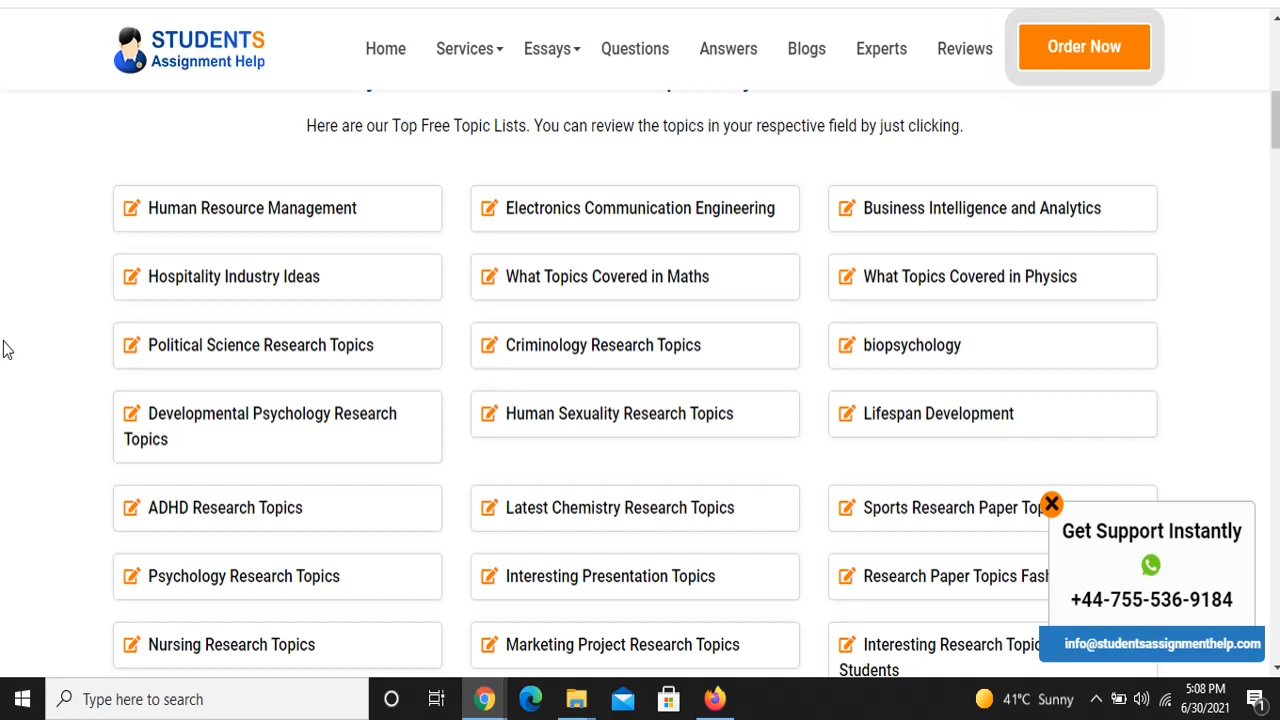 STUDENTS
Assignment Help
Home Services Essays Questions Answers Blogs Experts Reviews Order Now
Here are our Top Free Topic Lists. You can review the topics in your respective field by just clicking.
Human Resource Management Electronics Communication Engineering Business Intelligence and Analytics
Hospitality Industry Ideas What Topics Covered in Maths What Topics Covered in Physics
Political Science Research Topics Criminology Research Topics biopsychology
Developmental Psychology Research
Topics
Human Sexuality Research Topics Lifespan Development
ADHD Research Topics Latest Chemistry Research Topics Sports Research Paper
Psychology Research Topics Interesting Presentation Topics Research Paper Topics
Nursing Research Topics Marketing Project Research Topics Interesting Research
Students
Get Support Instantly
+44-755-536-9184
info@studentsassignmenthelp.com
Type here to search
41°C Sunny
5:08 PM
6/30/2021
1